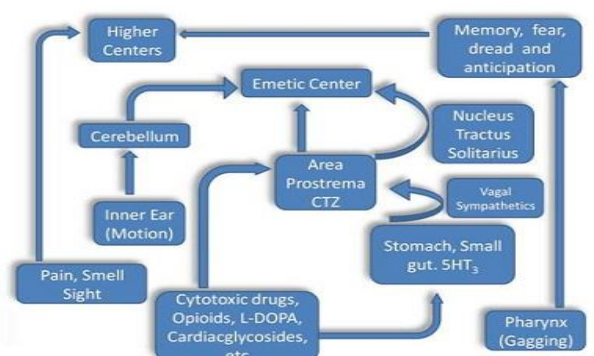 Higher
Centers
Memory, fear,
dread and
anticipation
Emetic Center
Nucleus
Tractus
Solitarius
Cerebellum
Area
Prostrema
CTZ
Vagal
Sympathetics
Inner Ear
(Motion)
Stomach, Small
gut. 5HT₃
Pain, Smell
Sight
Cytotoxic drugs,
Opioids, L-DOPA,
Cardiacglycosides,
etc
Pharynx
(Gagging)